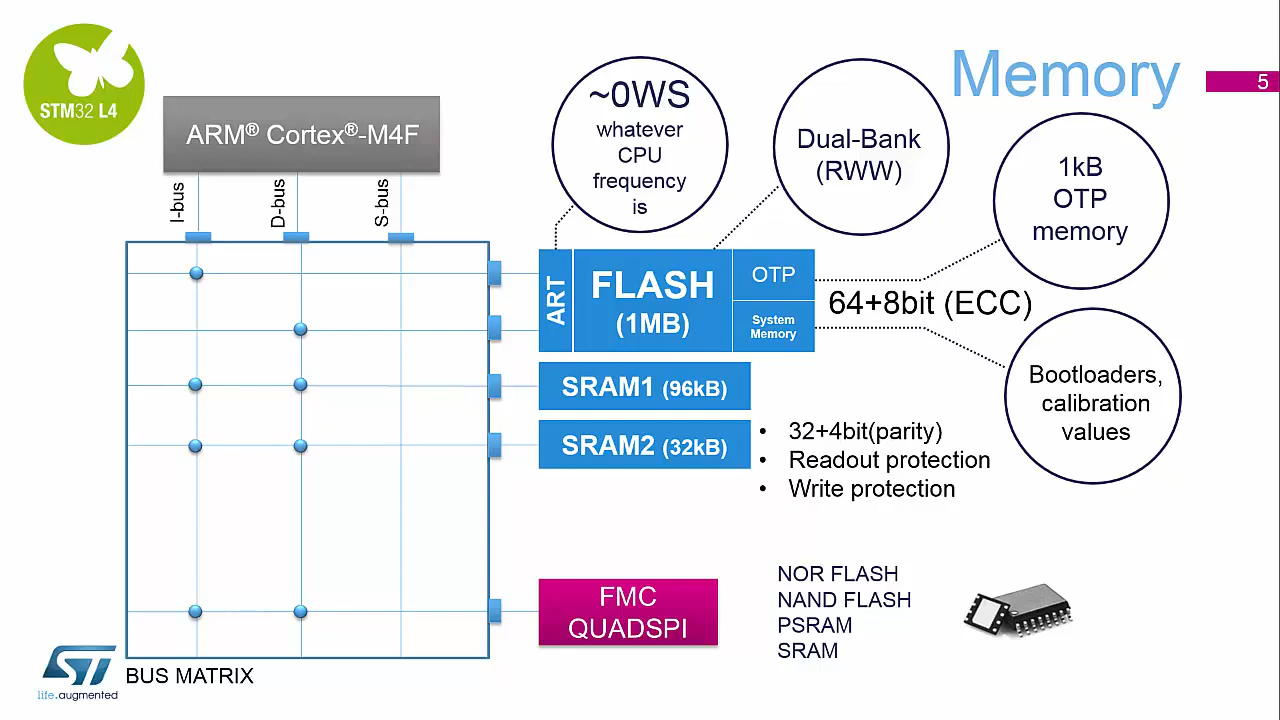 Memory
5
STM32 L4
ARM® Cortex®-M4F
I-bus
D-bus
S-bus
~0WS
whatever
CPU
frequency
is
Dual-Bank
(RWW)
1kB
OTP
memory
ART
FLASH
(1MB)
OTP
System
Memory
64+8bit (ECC)
Bootloaders,
calibration
values
SRAM1 (96kB)
SRAM2 (32kB)
• 32+4bit(parity)
• Readout protection
• Write protection
FMC
QUADSPI
NOR FLASH
NAND FLASH
PSRAM
SRAM
ST
life.augmented
BUS MATRIX